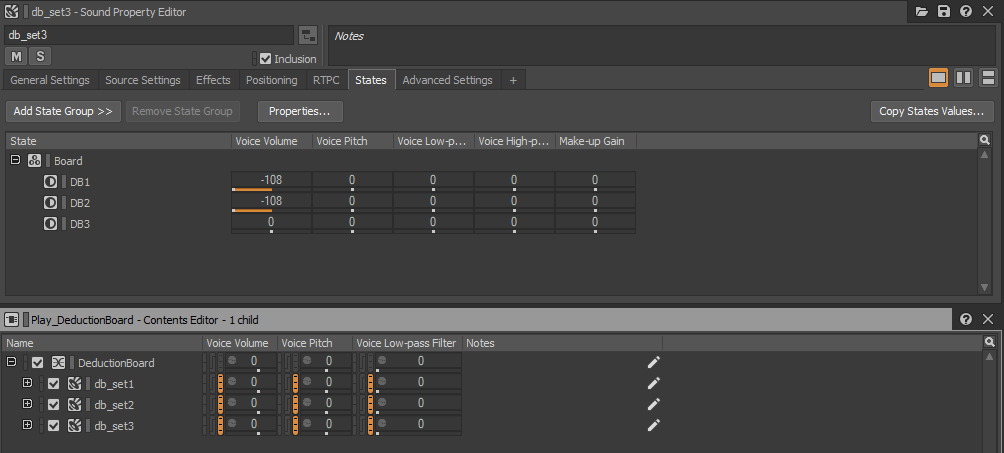 db_set3 - Sound Property Editor
db_set3
Notes
M S Inclusion
General Settings Source Settings Effects Positioning RTPC States Advanced Settings +
Add State Group >> Remove State Group Properties... Copy States Values...
State Voice Volume Voice Pitch Voice Low-p... Voice High-p... Make-up Gain
Board
DB1 -108 0 0 0 0
DB2 -108 0 0 0 0
DB3 0 0 0 0 0
Play_DeductionBoard - Contents Editor - 1 child
Name Voice Volume Voice Pitch Voice Low-pass Filter Notes
DeductionBoard 0 0 0
db_set1 0 0 0
db_set2 0 0 0
db_set3 0 0 0